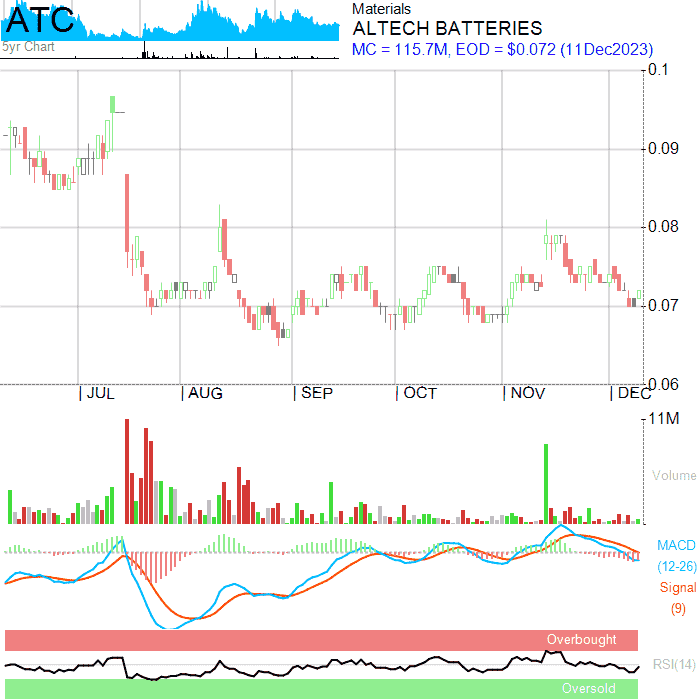 ATC
5yr Chart
Materials
ALTECH BATTERIES
MC = 115.7M, EOD = $0.072 (11Dec2023)
0.1
0.09
0.08
0.07
0.06
JUL AUG SEP OCT NOV DEC
11M
Volume
MACD
(12-26)
Signal
(9)
Overbought
RSI(14)
Oversold